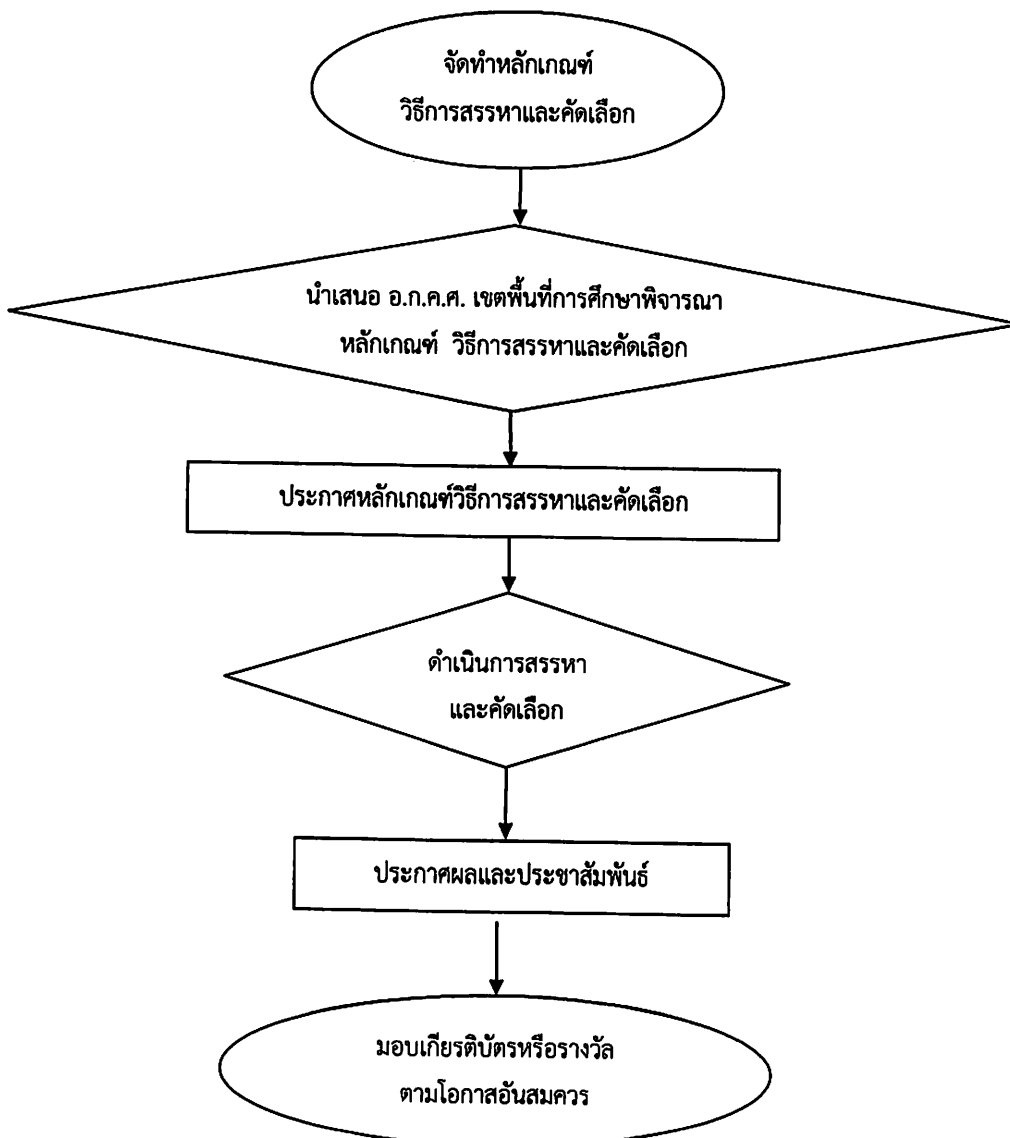 จัดทำหลักเกณฑ์
วิธีการสรรหาและคัดเลือก
นำเสนอ อ.ก.ค.ศ. เขตพื้นที่การศึกษาพิจารณา
หลักเกณฑ์ วิธีการสรรหาและคัดเลือก
ประกาศหลักเกณฑ์วิธีการสรรหาและคัดเลือก
ดำเนินการสรรหา
และคัดเลือก
ประกาศผลและประชาสัมพันธ์
มอบเกียรติบัตรหรือรางวัล
ตามโอกาสอันสมควร